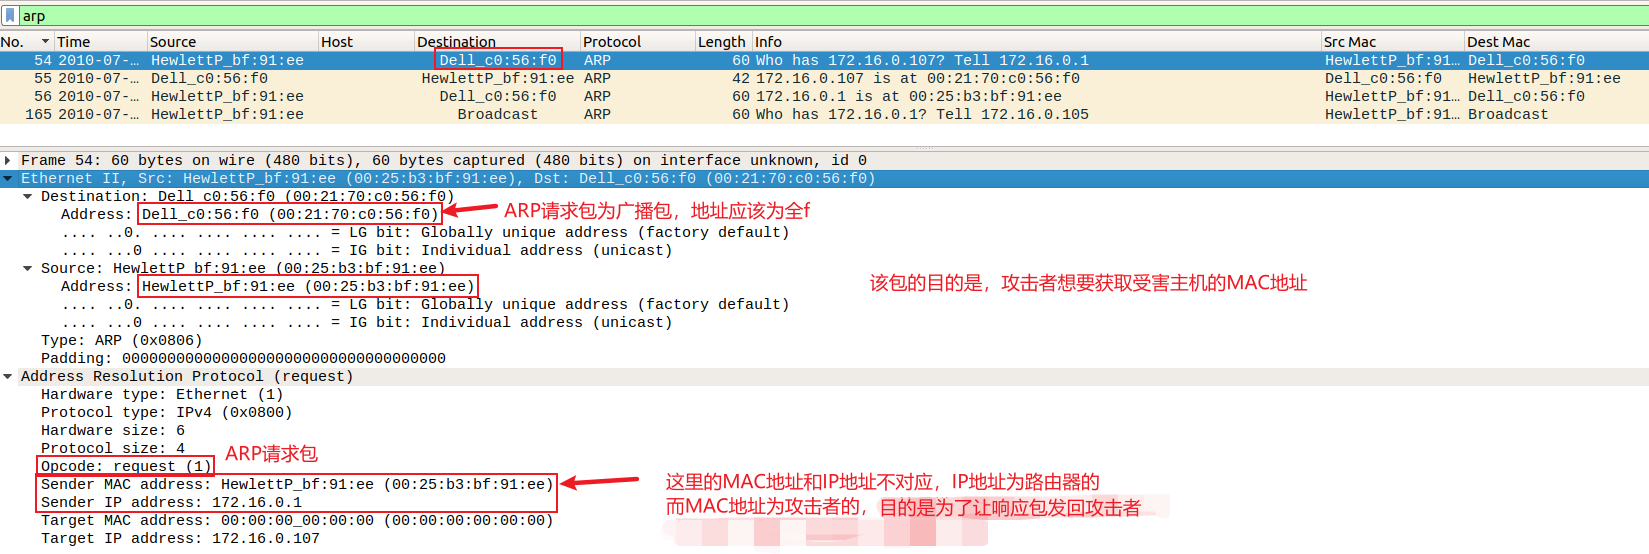 arp
No. Time Source Host Destination Protocol Length Info Src Mac Dest Mac
54 2010-07-… HewlettP_bf:91:ee Dell_c0:56:f0 ARP 60 Who has 172.16.0.107? Tell 172.16.0.1 HewlettP_bf:91… Dell_c0:56:f0
55 2010-07-… Dell_c0:56:f0 HewlettP_bf:91:ee ARP 42 172.16.0.107 is at 00:21:70:c0:56:f0 Dell_c0:56:f0 HewlettP_bf:91:ee
56 2010-07-… HewlettP_bf:91:ee Dell_c0:56:f0 ARP 60 172.16.0.1 is at 00:25:b3:bf:91:ee HewlettP_bf:91… Dell_c0:56:f0
165 2010-07-… HewlettP_bf:91:ee Broadcast ARP 60 Who has 172.16.0.1? Tell 172.16.0.105 HewlettP_bf:91… Broadcast
Frame 54: 60 bytes on wire (480 bits), 60 bytes captured (480 bits) on interface unknown, id 0
Ethernet II, Src: HewlettP_bf:91:ee (00:25:b3:bf:91:ee), Dst: Dell_c0:56:f0 (00:21:70:c0:56:f0)
Destination: Dell_c0:56:f0 (00:21:70:c0:56:f0)
Address: Dell_c0:56:f0 (00:21:70:c0:56:f0)
ARP请求包为广播包，地址应该为全f
.... ..0. .... .... .... .... = LG bit: Globally unique address (factory default)
.... ...0 .... .... .... .... = IG bit: Individual address (unicast)
Source: HewlettP_bf:91:ee (00:25:b3:bf:91:ee)
Address: HewlettP_bf:91:ee (00:25:b3:bf:91:ee)
该包的目的是，攻击者想要获取受害主机的MAC地址
.... ..0. .... .... .... .... = LG bit: Globally unique address (factory default)
.... ...0 .... .... .... .... = IG bit: Individual address (unicast)
Type: ARP (0x0806)
Padding: 000000000000000000000000000000000000
Address Resolution Protocol (request)
Hardware type: Ethernet (1)
Protocol type: IPv4 (0x0800)
Hardware size: 6
Protocol size: 4
ARP请求包
Opcode: request (1)
Sender MAC address: HewlettP_bf:91:ee (00:25:b3:bf:91:ee)
这里的MAC地址和IP地址不对应，IP地址为路由器的
Sender IP address: 172.16.0.1
而MAC地址为攻击者的，目的是为了让响应包发回攻击者
Target MAC address: 00:00:00_00:00:00 (00:00:00:00:00:00)
Target IP address: 172.16.0.107